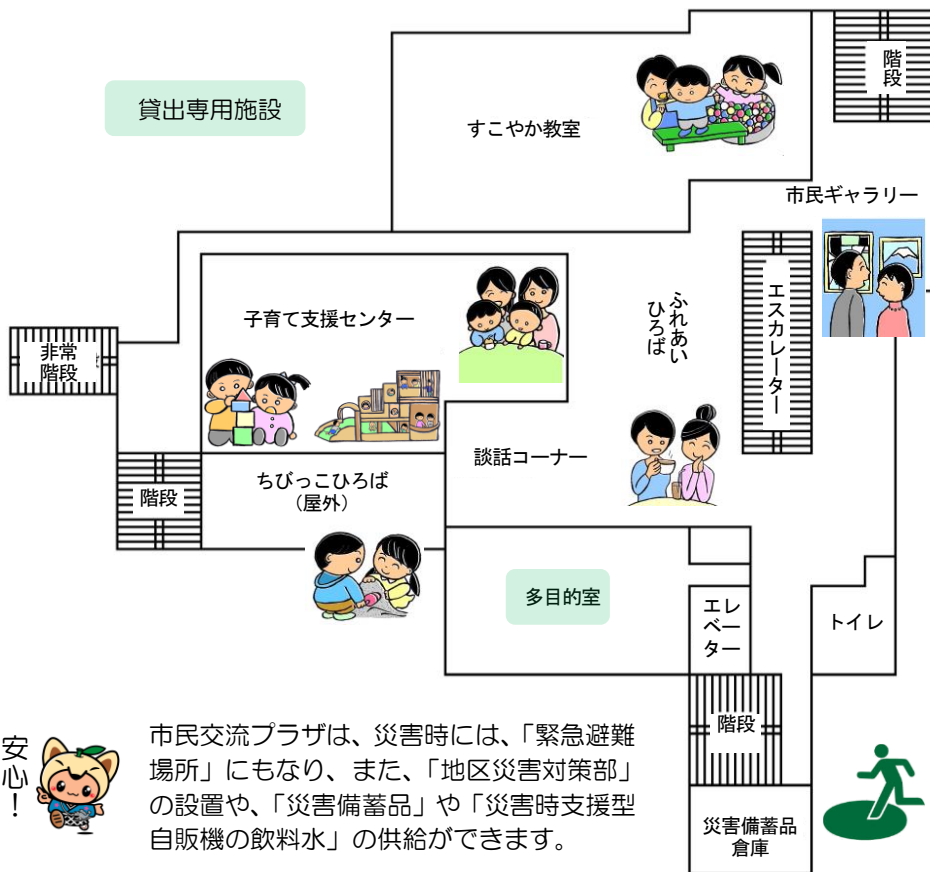 貸出専用施設
すこやか教室
階段
市民ギャラリー
子育て支援センター
ふれあい
ひろば
エスカレーター
非常
階段
談話コーナー
階段
ちびっこひろば
（屋外）
多目的室
エレ
ベー
ター
トイレ
階段
災害備蓄品
倉庫
安心！
市民交流プラザは、災害時には、「緊急避難
場所」にもなり、また、「地区災害対策部」
の設置や、「災害備蓄品」や「災害時支援型
自販機の飲料水」の供給ができます。